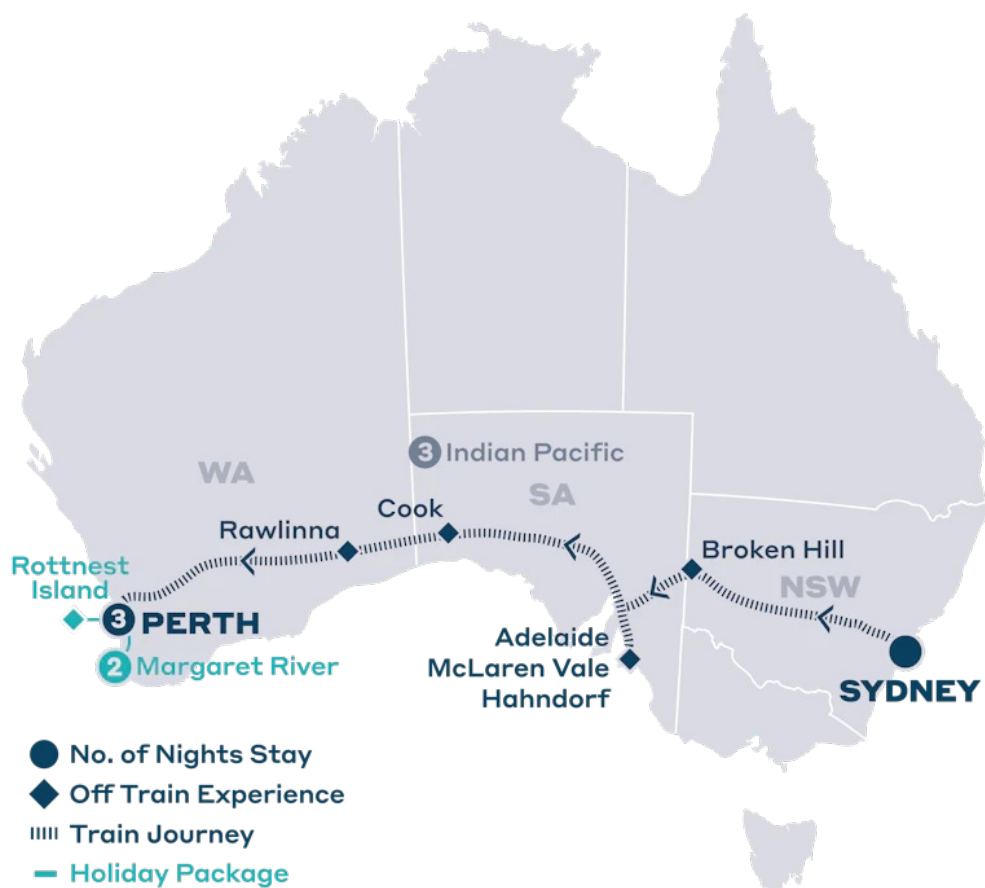 3 Indian Pacific
WA
SA
Cook
Rawlinna
Broken Hill
NSW
Rottnest
Island
3 PERTH
Adelaide
McLaren Vale
Hahndorf
2 Margaret River
SYDNEY
No. of Nights Stay
Off Train Experience
Train Journey
Holiday Package